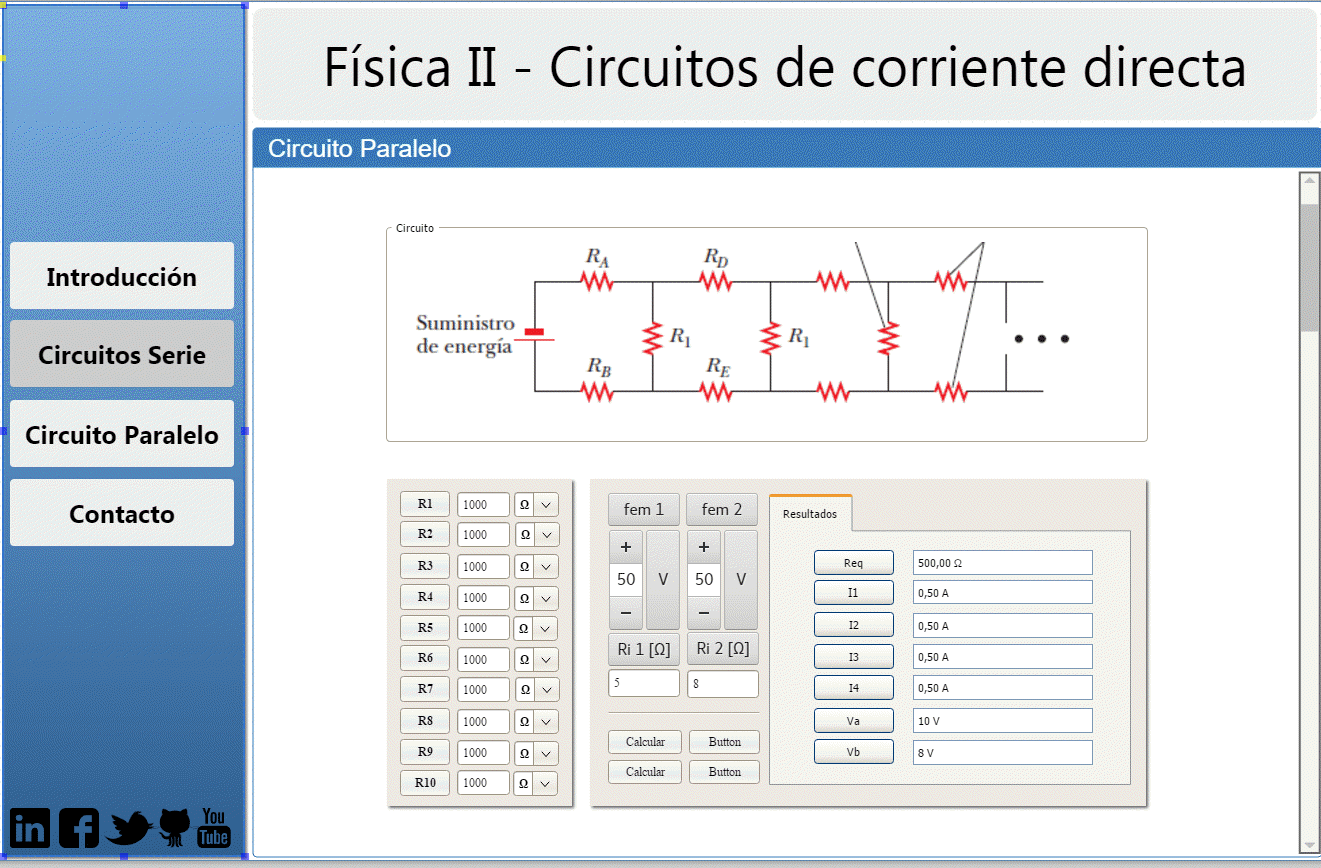 Física II - Circuitos de corriente directa
Circuito Paralelo
Introducción
Circuitos Serie
Circuito Paralelo
Contacto
in
f
You
Tube
Circuito
R_A
R_D
Suministro
de energía
R_1
R_1
R_B
R_E
R1 1000 Ω
R2 1000 Ω
R3 1000 Ω
R4 1000 Ω
R5 1000 Ω
R6 1000 Ω
R7 1000 Ω
R8 1000 Ω
R9 1000 Ω
R10 1000 Ω
fem 1 fem 2
+ +
50 V 50 V
− −
Ri 1 [Ω] Ri 2 [Ω]
5 8
Calcular Button
Calcular Button
Resultados
Req 500,00 Ω
I1 0,50 A
I2 0,50 A
I3 0,50 A
I4 0,50 A
Va 10 V
Vb 8 V